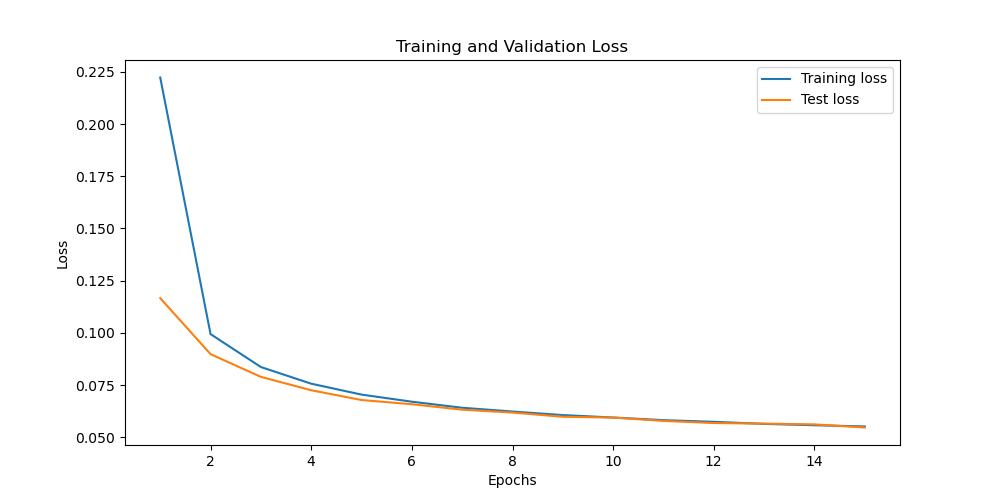 Training and Validation Loss
Training loss
Test loss
0.225
0.200
0.175
0.150
0.125
0.100
0.075
0.050
Loss
2 4 6 8 10 12 14
Epochs